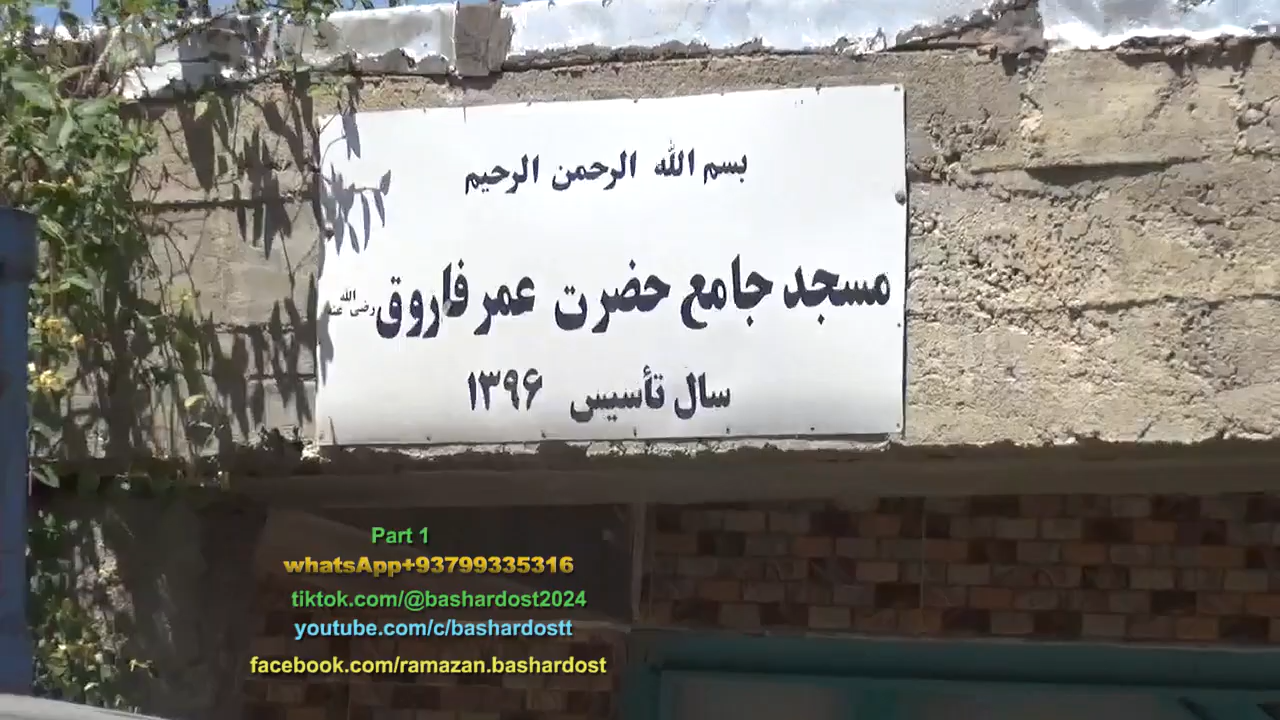 بسم الله الرحمن الرحیم
مسجد جامع حضرت عمر فاروق رضی الله عنه
سال تأسیس ۱۳۹۶
Part 1
whatsApp+93799335316
tiktok.com/@bashardost2024
youtube.com/c/bashardostt
facebook.com/ramazan.bashardost